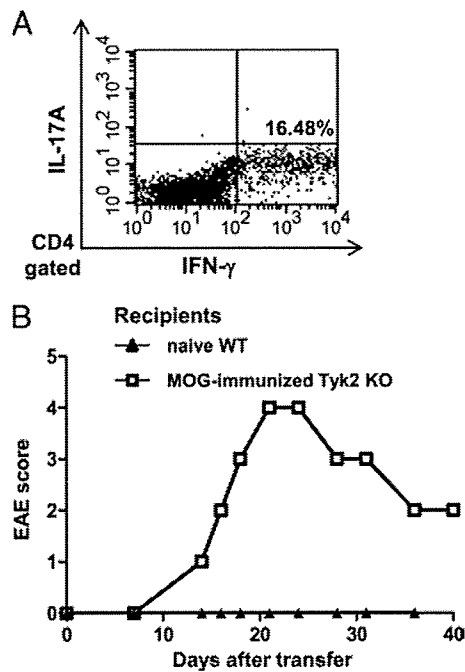 A
IL-17A
10⁴
10³
10²
10¹
10⁰
16.48%
10⁰ 10¹ 10² 10³ 10⁴
CD4
gated
IFN-γ
B
Recipients
naive WT
MOG-immunized Tyk2 KO
EAE score
5
4
3
2
1
0
0 10 20 30 40
Days after transfer